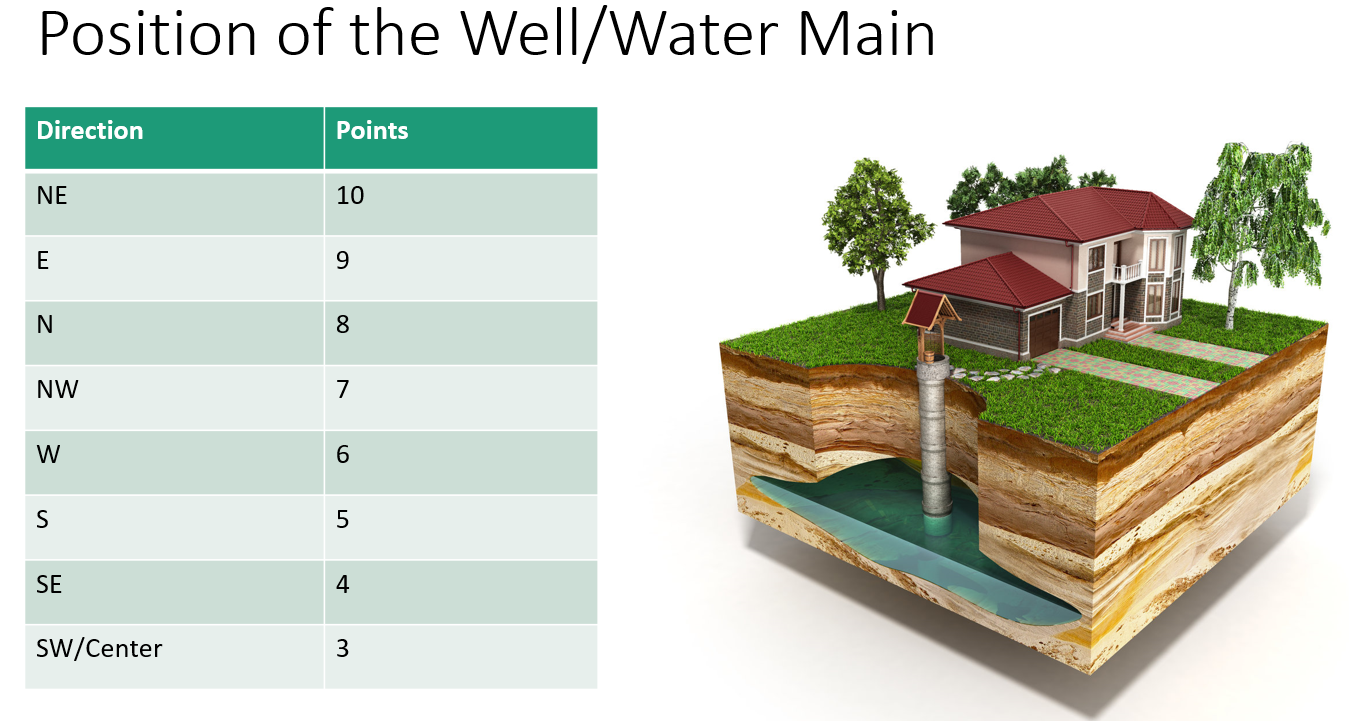 Position of the Well/Water Main
Direction Points
NE 10
E 9
N 8
NW 7
W 6
S 5
SE 4
SW/Center 3